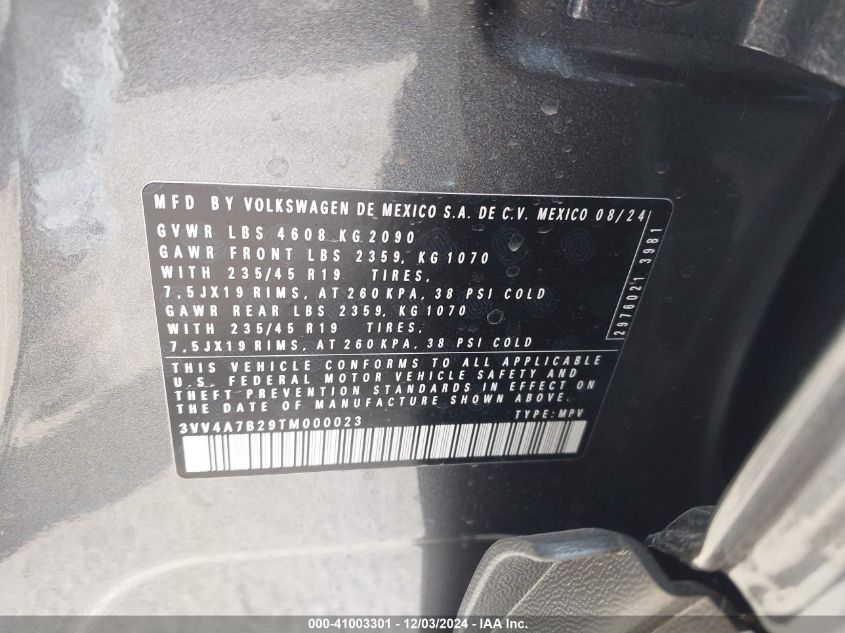 MFD BY VOLKSWAGEN DE MEXICO S.A. DE C.V. MEXICO 08/24
GVWR LBS 4608 KG 2090
GAWR FRONT LBS 2359, KG 1070
WITH 235/45 R19 TIRES,
7,5JX19 RIMS, AT 260 KPA, 38 PSI COLD
GAWR REAR LBS 2359, KG 1070
WITH 235/45 R19 TIRES,
7,5JX19 RIMS, AT 260 KPA, 38 PSI COLD
2976021 3981
THIS VEHICLE CONFORMS TO ALL APPLICABLE
U.S. FEDERAL MOTOR VEHICLE SAFETY AND
THEFT PREVENTION STANDARDS IN EFFECT ON
THE DATE OF MANUFACTURE SHOWN ABOVE.
3VV4A7B29TM000023 TYPE: MPV
000-41003301 - 12/03/2024 - IAA Inc.